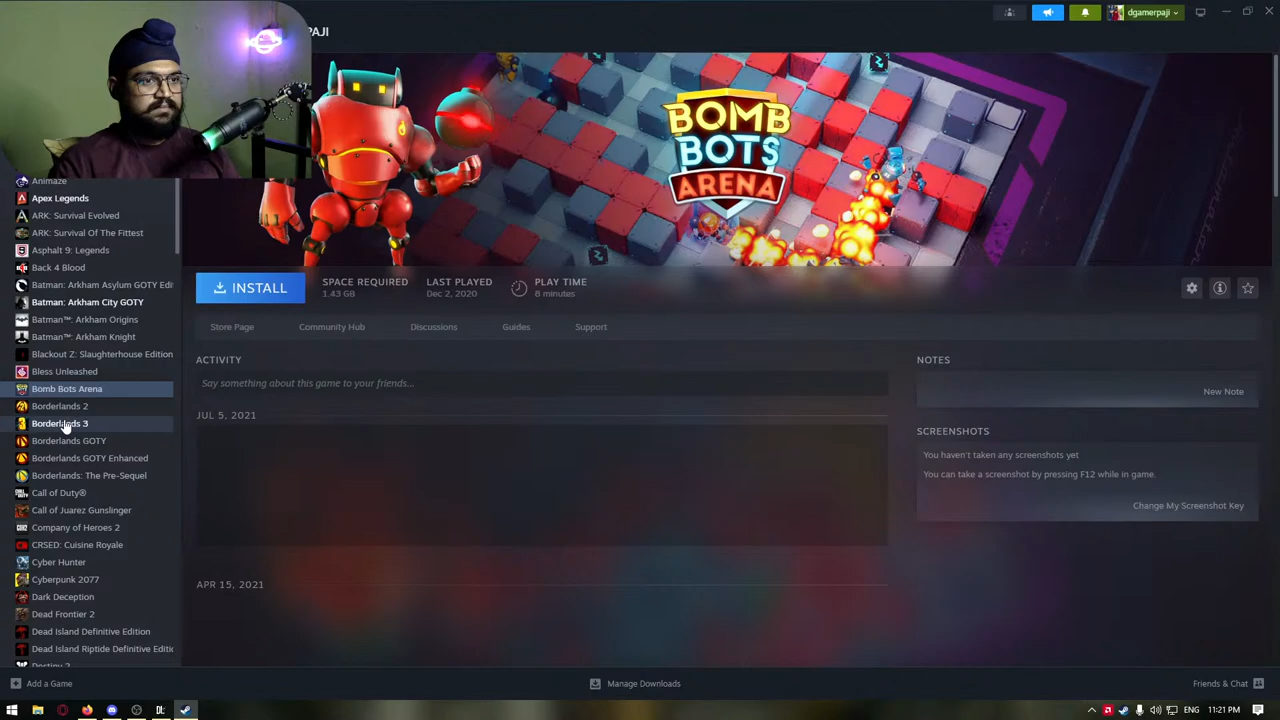 PAJI
dgamerpaji
BOMB
BOTS
ARENA
Animaze
Apex Legends
ARK: Survival Evolved
ARK: Survival Of The Fittest
Asphalt 9: Legends
Back 4 Blood
Batman: Arkham Asylum GOTY Edi
Batman: Arkham City GOTY
Batman™: Arkham Origins
Batman™: Arkham Knight
Blackout Z: Slaughterhouse Edition
Bless Unleashed
Bomb Bots Arena
Borderlands 2
Borderlands 3
Borderlands GOTY
Borderlands GOTY Enhanced
Borderlands: The Pre-Sequel
Call of Duty®
Call of Juarez Gunslinger
Company of Heroes 2
CRSED: Cuisine Royale
Cyber Hunter
Cyberpunk 2077
Dark Deception
Dead Frontier 2
Dead Island Definitive Edition
Dead Island Riptide Definitive Editi
Destiny 2
INSTALL
SPACE REQUIRED
1.43 GB
LAST PLAYED
Dec 2, 2020
PLAY TIME
8 minutes
Store Page Community Hub Discussions Guides Support
ACTIVITY
Say something about this game to your friends...
JUL 5, 2021
APR 15, 2021
NOTES
New Note
SCREENSHOTS
You haven't taken any screenshots yet
You can take a screenshot by pressing F12 while in game.
Change My Screenshot Key
Add a Game
Manage Downloads
Friends & Chat
ENG 11:21 PM